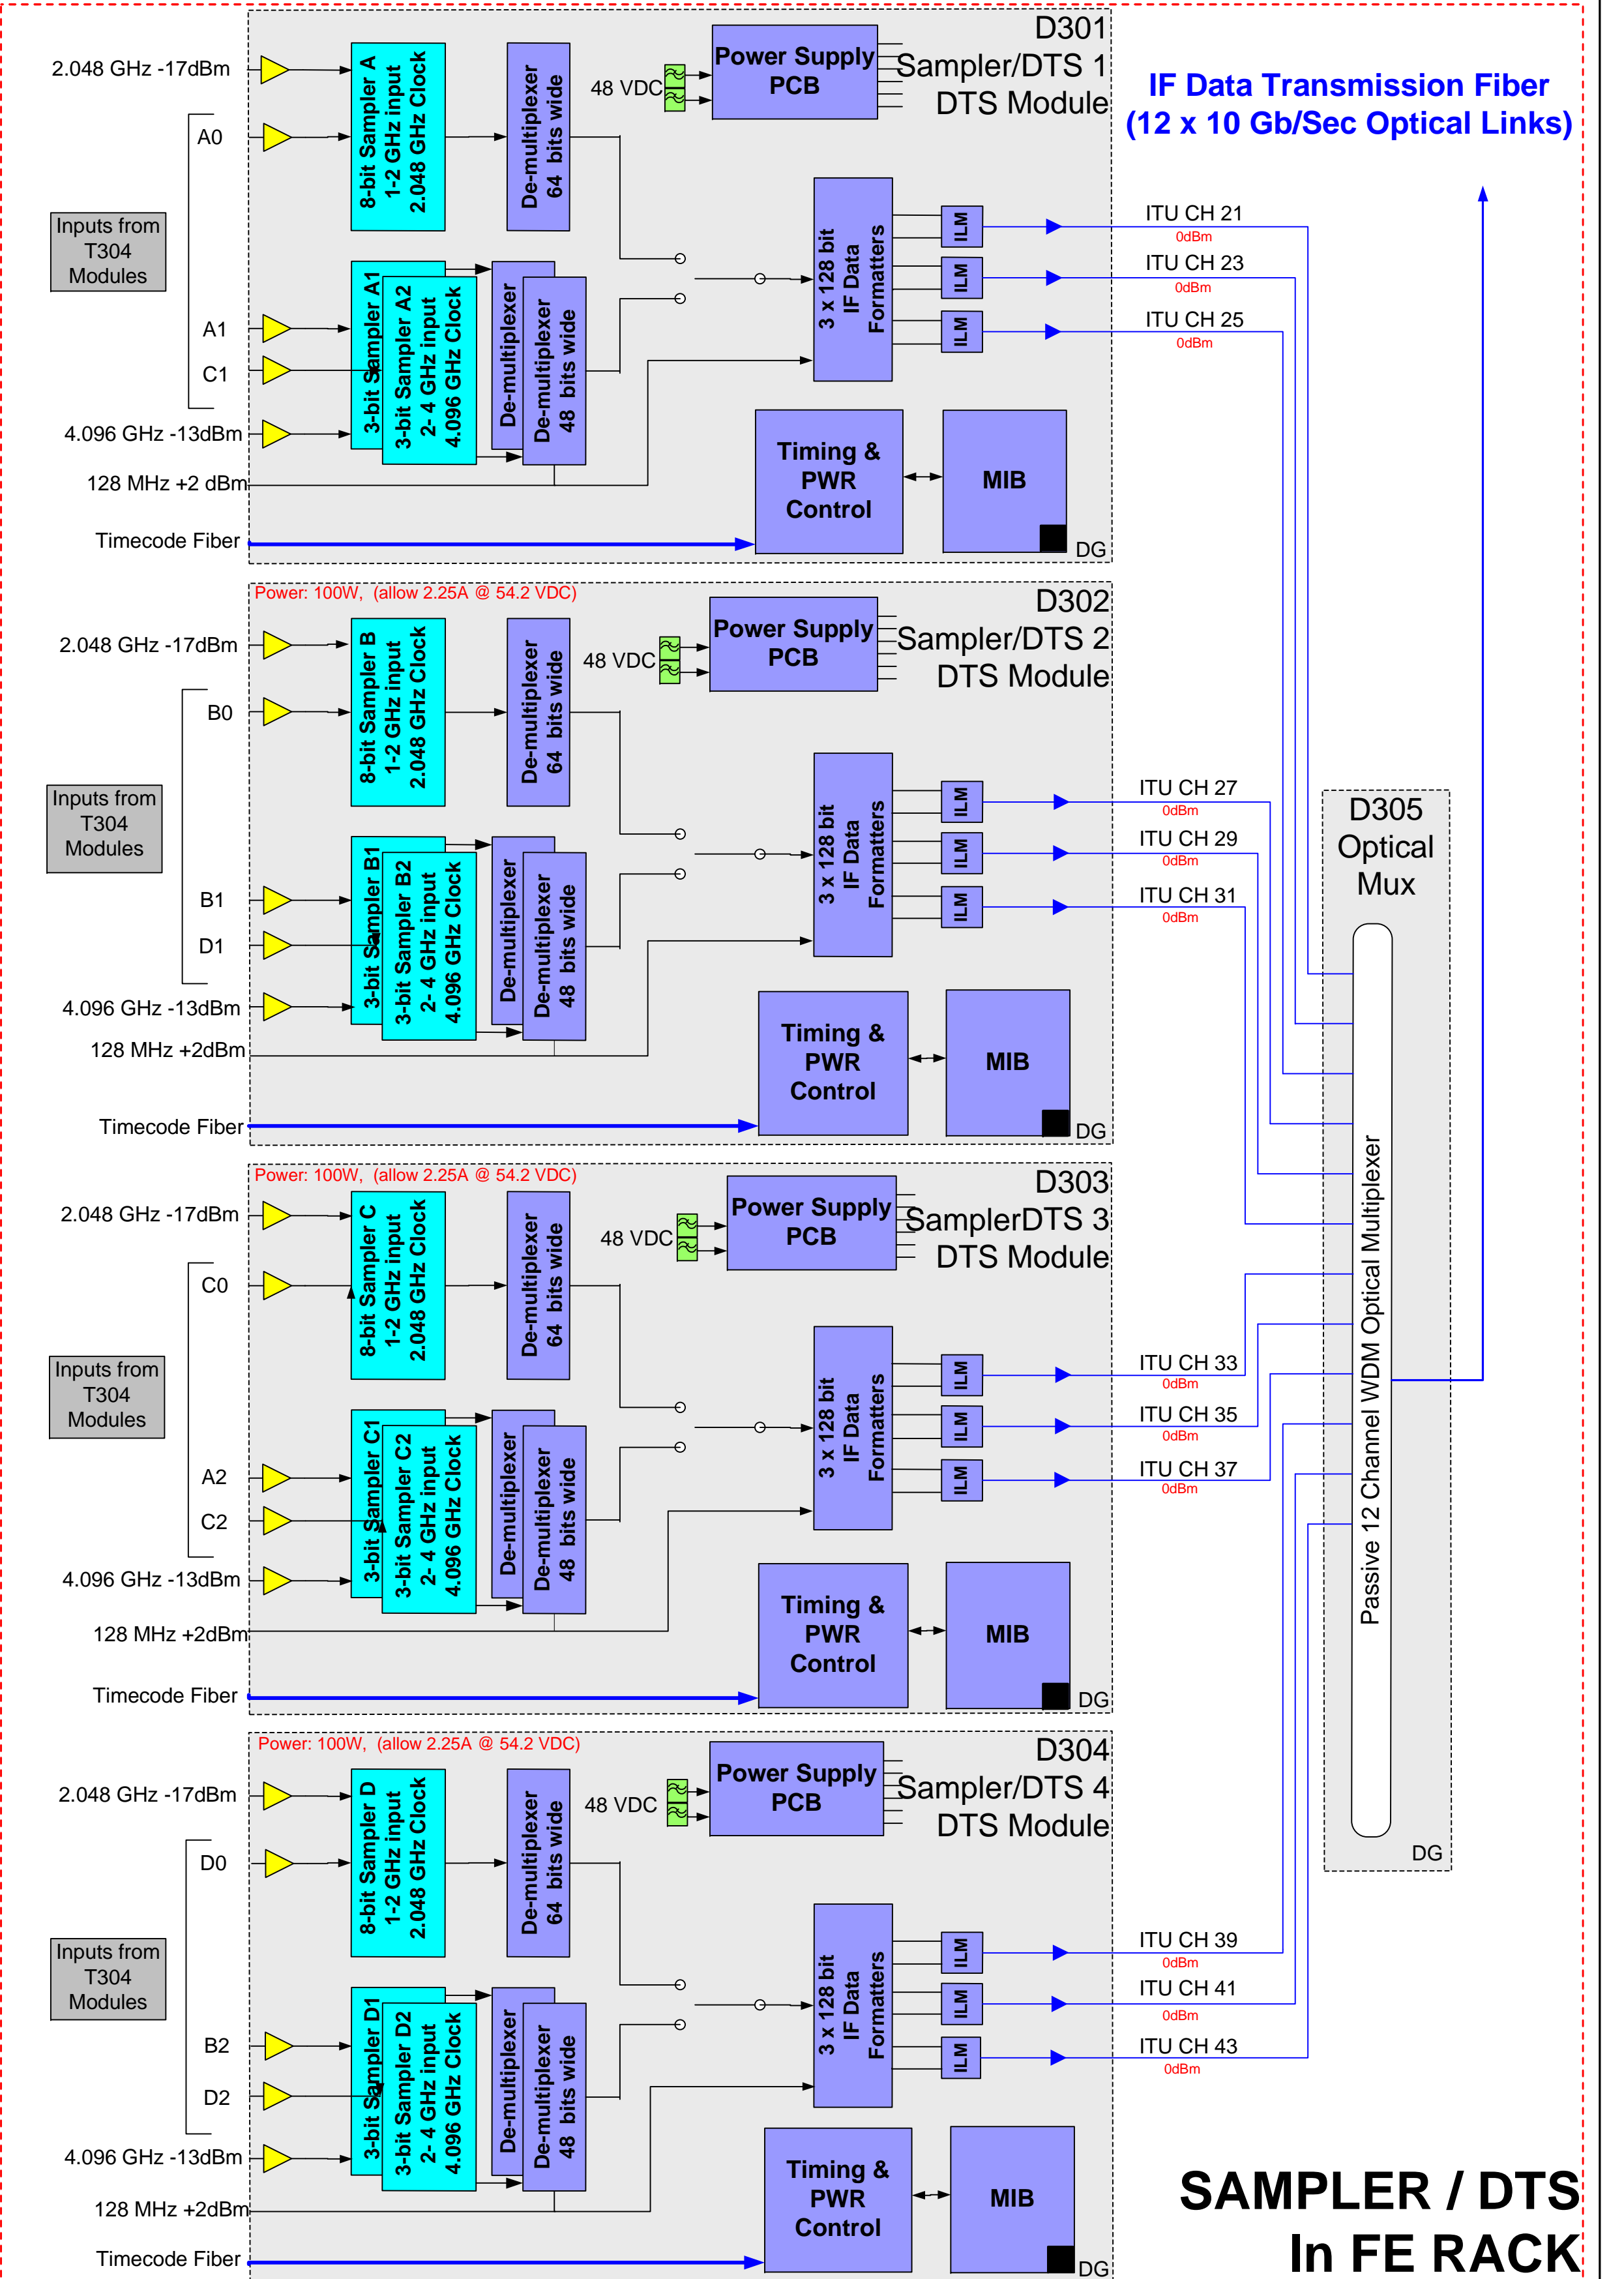 D301
Sampler/DTS 1
DTS Module
Power Supply
PCB
48 VDC
2.048 GHz -17dBm
A0
Inputs from
T304
Modules
A1
C1
4.096 GHz -13dBm
128 MHz +2 dBm
Timecode Fiber
8-bit Sampler A
1-2 GHz input
2.048 GHz Clock
De-multiplexer
64 bits wide
3-bit Sampler A1
3-bit Sampler A2
2- 4 GHz input
4.096 GHz Clock
De-multiplexer
De-multiplexer
48 bits wide
3 x 128 bit
IF Data
Formatters
ILM
ILM
ILM
Timing &
PWR
Control
MIB
DG
IF Data Transmission Fiber
(12 x 10 Gb/Sec Optical Links)
ITU CH 21
0dBm
ITU CH 23
0dBm
ITU CH 25
0dBm
Power: 100W, (allow 2.25A @ 54.2 VDC)
D302
Sampler/DTS 2
DTS Module
Power Supply
PCB
48 VDC
2.048 GHz -17dBm
B0
Inputs from
T304
Modules
B1
D1
4.096 GHz -13dBm
128 MHz +2dBm
Timecode Fiber
8-bit Sampler B
1-2 GHz input
2.048 GHz Clock
De-multiplexer
64 bits wide
3-bit Sampler B1
3-bit Sampler B2
2- 4 GHz input
4.096 GHz Clock
De-multiplexer
De-multiplexer
48 bits wide
3 x 128 bit
IF Data
Formatters
ILM
ILM
ILM
Timing &
PWR
Control
MIB
DG
ITU CH 27
0dBm
ITU CH 29
0dBm
ITU CH 31
0dBm
D305
Optical
Mux
Passive 12 Channel WDM Optical Multiplexer
DG
Power: 100W, (allow 2.25A @ 54.2 VDC)
D303
SamplerDTS 3
DTS Module
Power Supply
PCB
48 VDC
2.048 GHz -17dBm
C0
Inputs from
T304
Modules
A2
C2
4.096 GHz -13dBm
128 MHz +2dBm
Timecode Fiber
8-bit Sampler C
1-2 GHz input
2.048 GHz Clock
De-multiplexer
64 bits wide
3-bit Sampler C1
3-bit Sampler C2
2- 4 GHz input
4.096 GHz Clock
De-multiplexer
De-multiplexer
48 bits wide
3 x 128 bit
IF Data
Formatters
ILM
ILM
ILM
Timing &
PWR
Control
MIB
DG
ITU CH 33
0dBm
ITU CH 35
0dBm
ITU CH 37
0dBm
Power: 100W, (allow 2.25A @ 54.2 VDC)
D304
Sampler/DTS 4
DTS Module
Power Supply
PCB
48 VDC
2.048 GHz -17dBm
D0
Inputs from
T304
Modules
B2
D2
4.096 GHz -13dBm
128 MHz +2dBm
Timecode Fiber
8-bit Sampler D
1-2 GHz input
2.048 GHz Clock
De-multiplexer
64 bits wide
3-bit Sampler D1
3-bit Sampler D2
2- 4 GHz input
4.096 GHz Clock
De-multiplexer
De-multiplexer
48 bits wide
3 x 128 bit
IF Data
Formatters
ILM
ILM
ILM
Timing &
PWR
Control
MIB
DG
ITU CH 39
0dBm
ITU CH 41
0dBm
ITU CH 43
0dBm
SAMPLER / DTS
In FE RACK